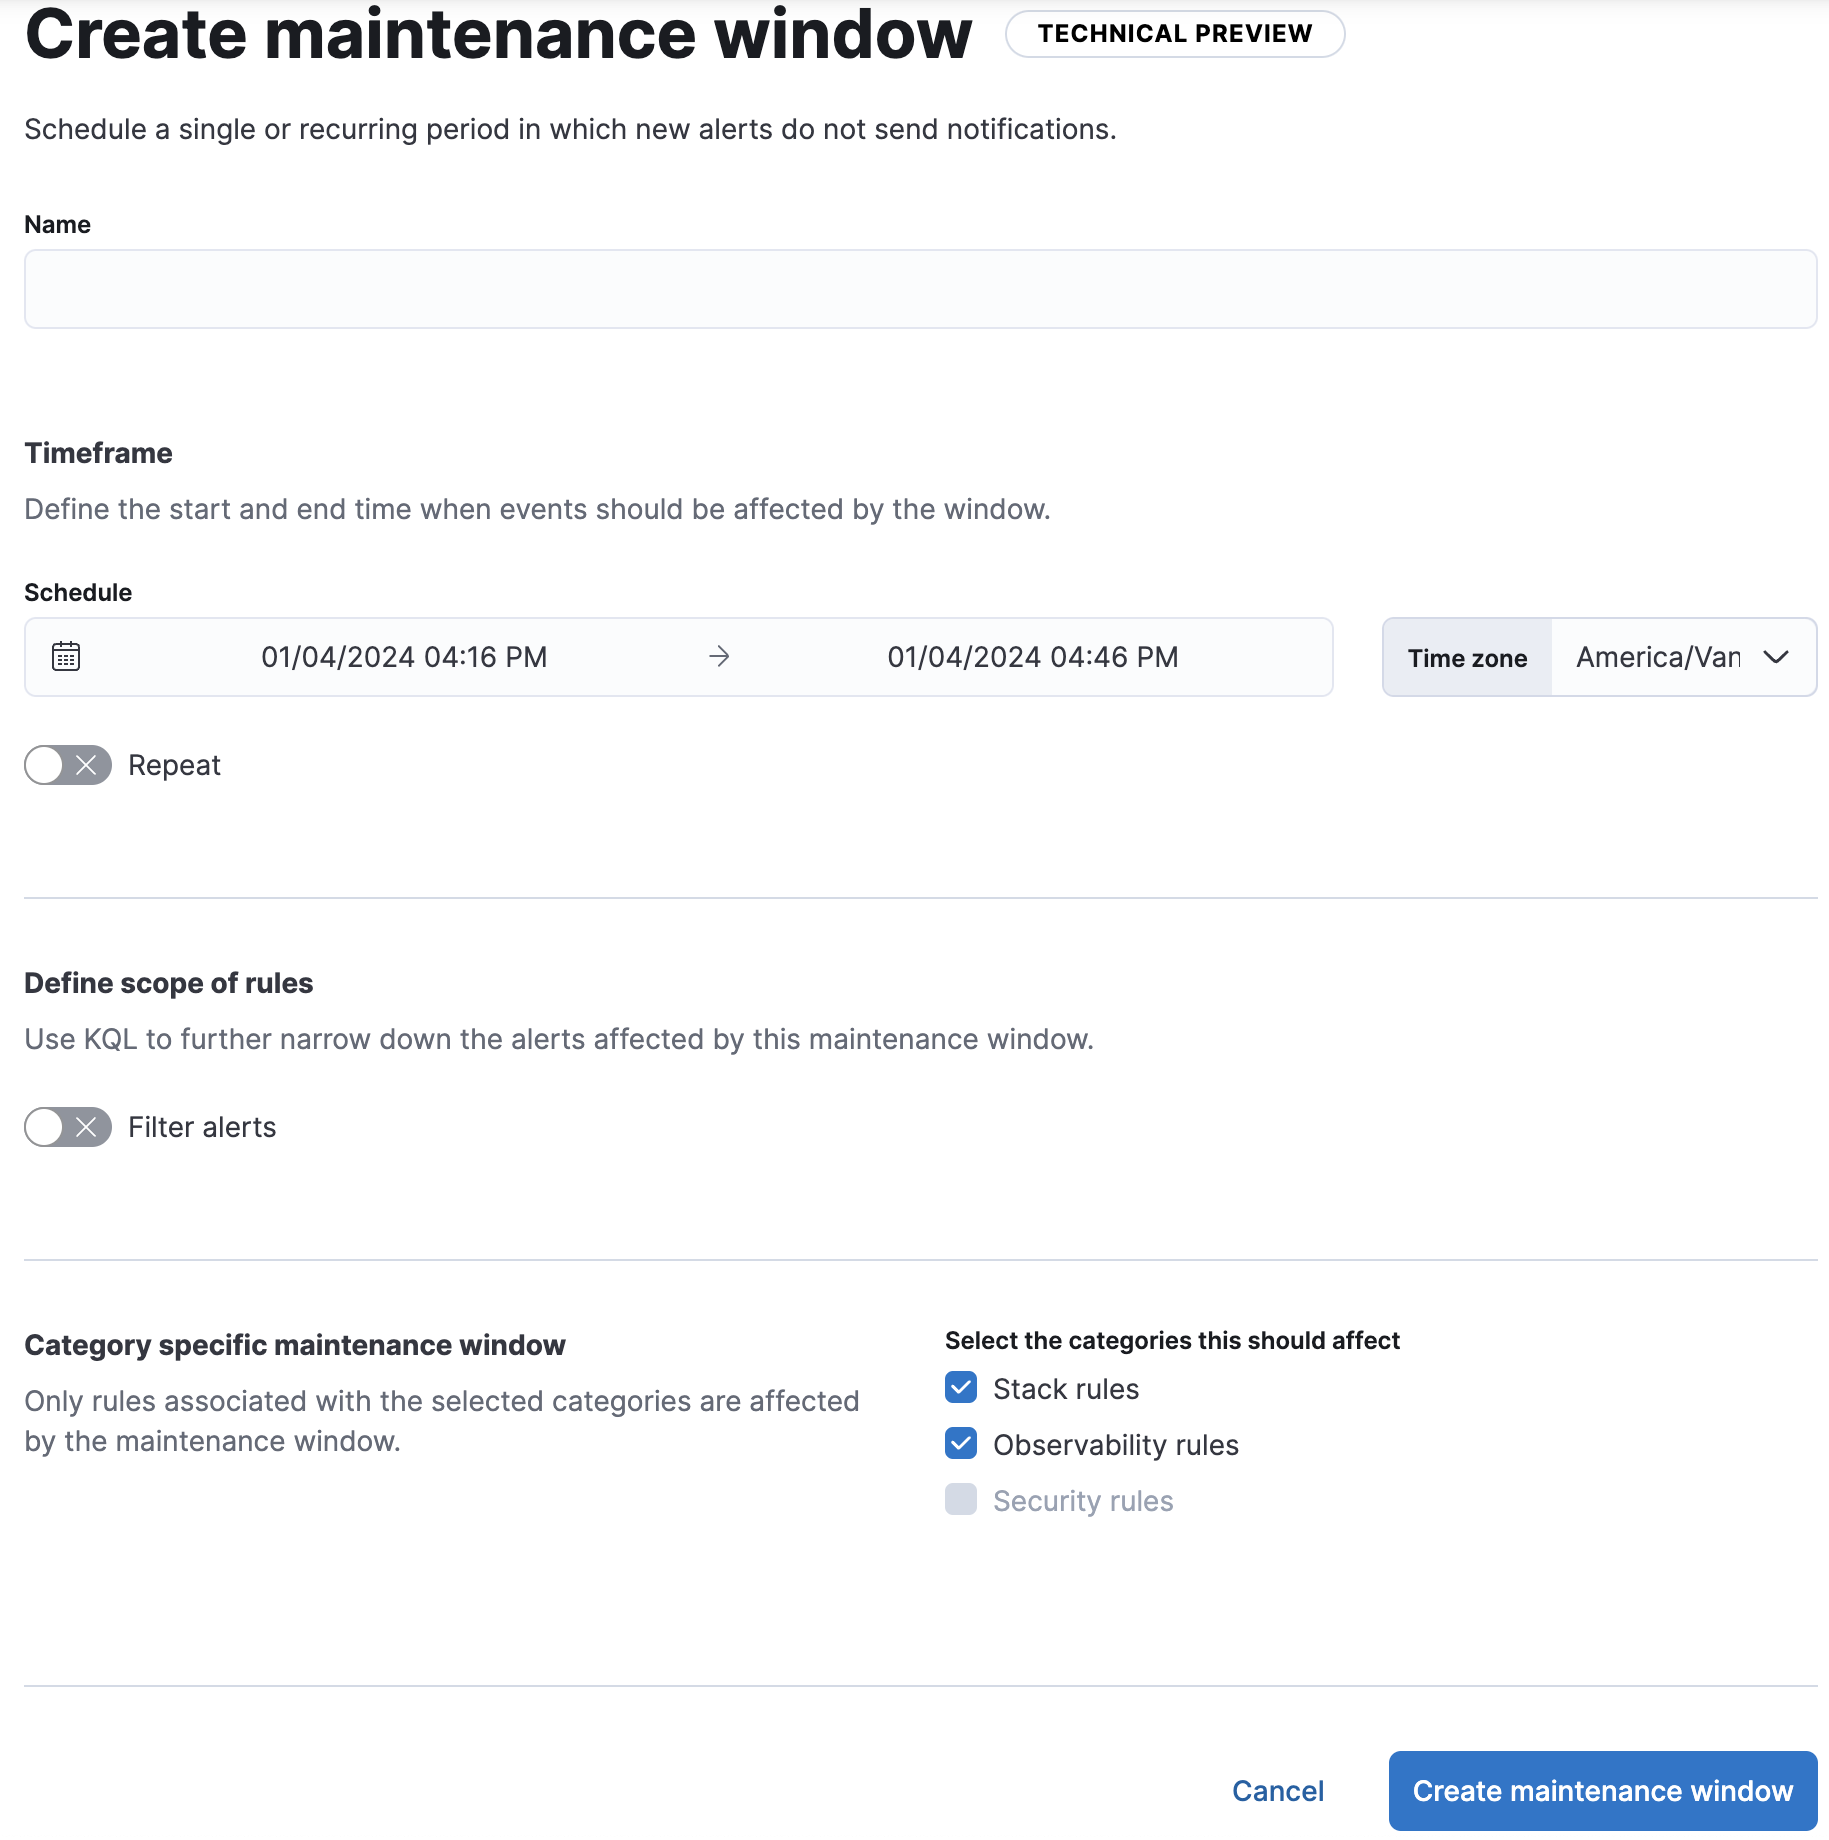 Create maintenance window TECHNICAL PREVIEW
Schedule a single or recurring period in which new alerts do not send notifications.
Name
Timeframe
Define the start and end time when events should be affected by the window.
Schedule
01/04/2024 04:16 PM → 01/04/2024 04:46 PM Time zone America/Van
Repeat
Define scope of rules
Use KQL to further narrow down the alerts affected by this maintenance window.
Filter alerts
Category specific maintenance window
Only rules associated with the selected categories are affected
by the maintenance window.
Select the categories this should affect
Stack rules
Observability rules
Security rules
Cancel Create maintenance window